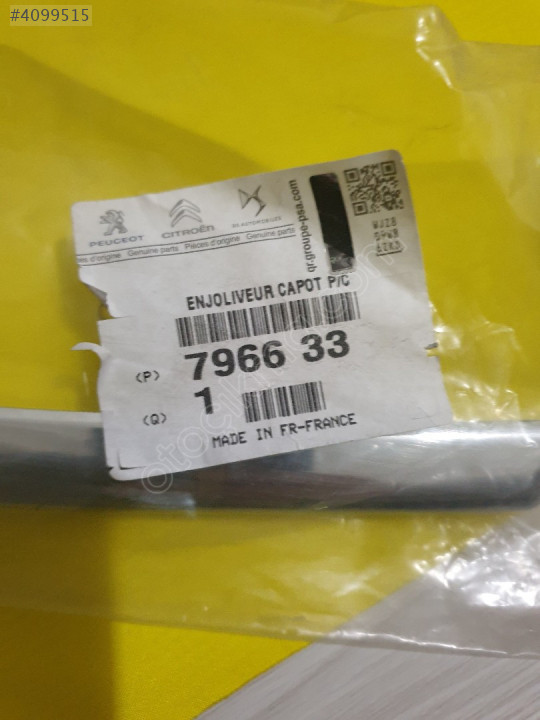 #4099515
PEUGEOT CITROËN DS AUTOMOBILES
es d'origine Genuine parts Pièces d'origine Genuine parts
qr.groupe-psa.com
ENJOLIVEUR CAPOT P/C
(P) 7966 33
(Q) 1
MADE IN FR-FRANCE